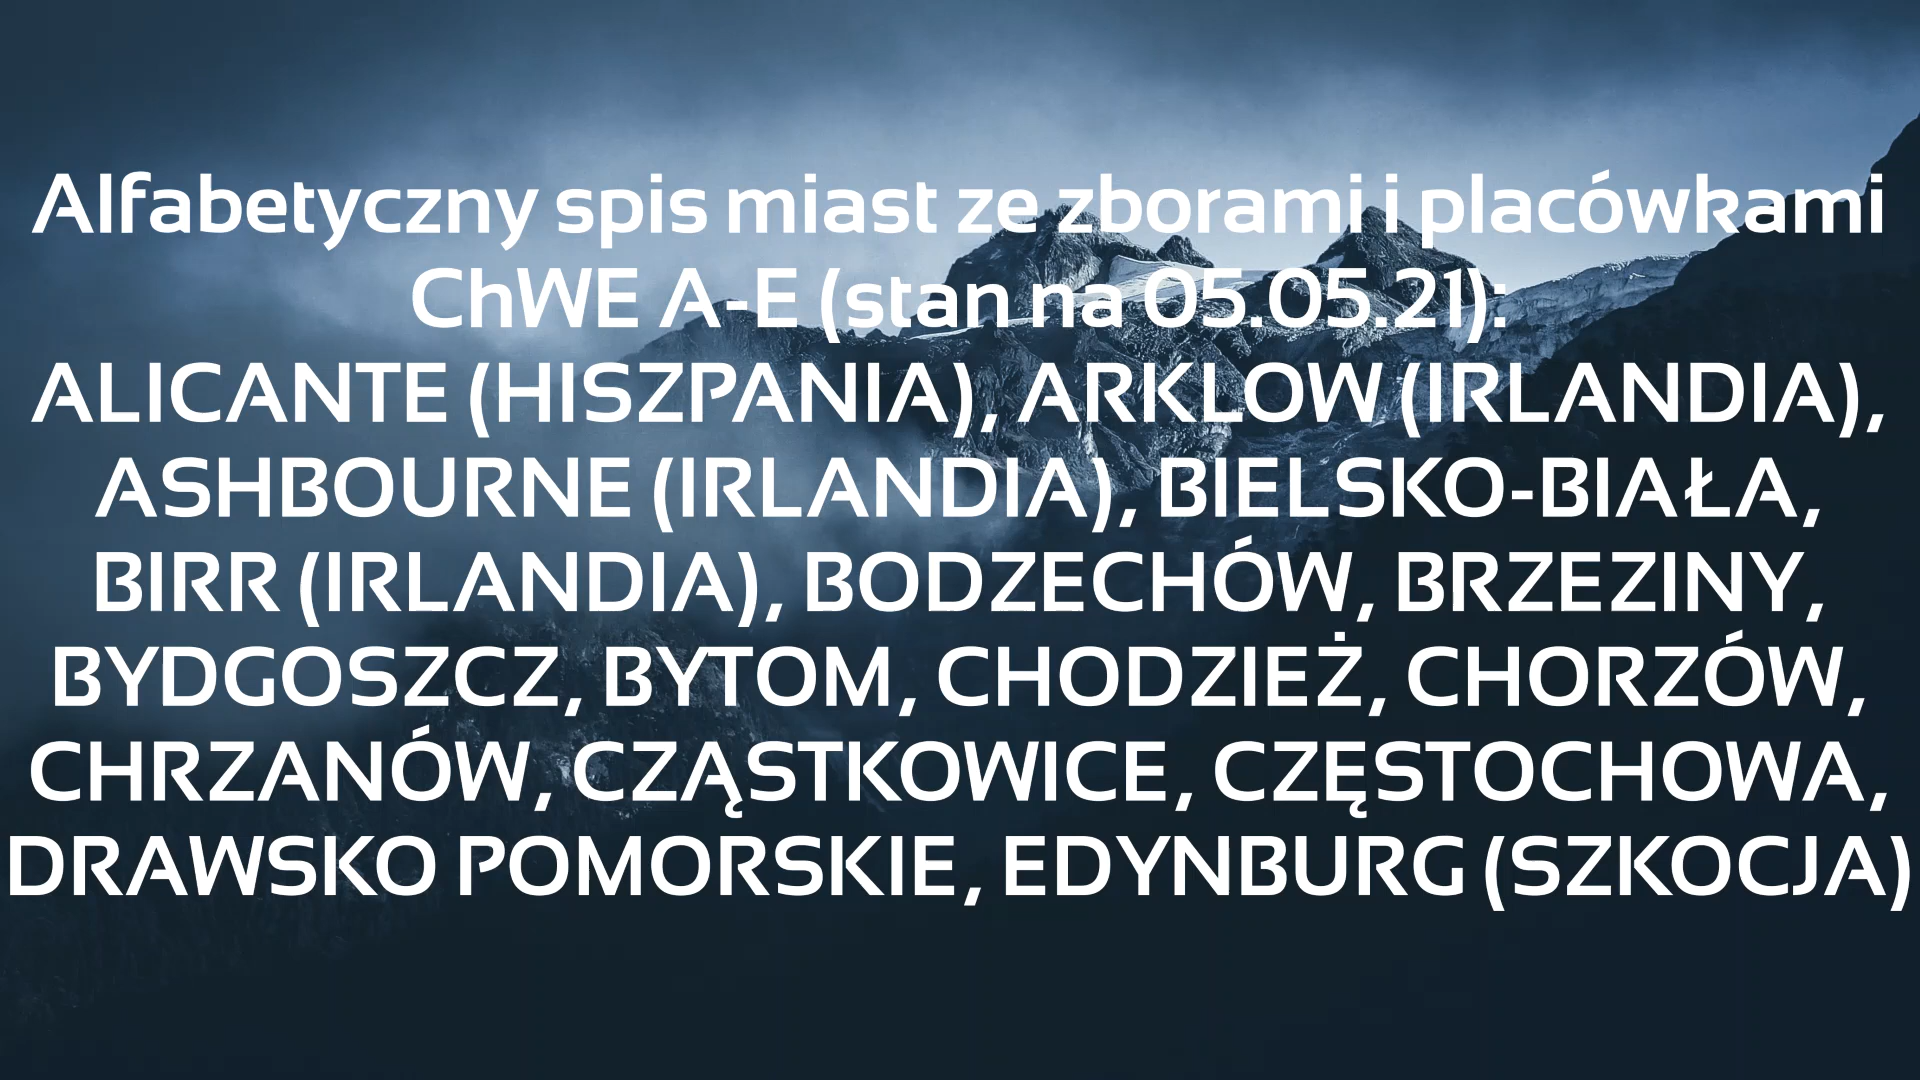 Alfabetyczny spis miast ze zborami i placówkami
ChWE A-E (stan na 05.05.21):
ALICANTE (HISZPANIA), ARKLOW (IRLANDIA),
ASHBOURNE (IRLANDIA), BIELSKO-BIAŁA,
BIRR (IRLANDIA), BODZECHÓW, BRZEZINY,
BYDGOSZCZ, BYTOM, CHODZIEŻ, CHORZÓW,
CHRZANÓW, CZĄSTKOWICE, CZĘSTOCHOWA,
DRAWSKO POMORSKIE, EDYNBURG (SZKOCJA)